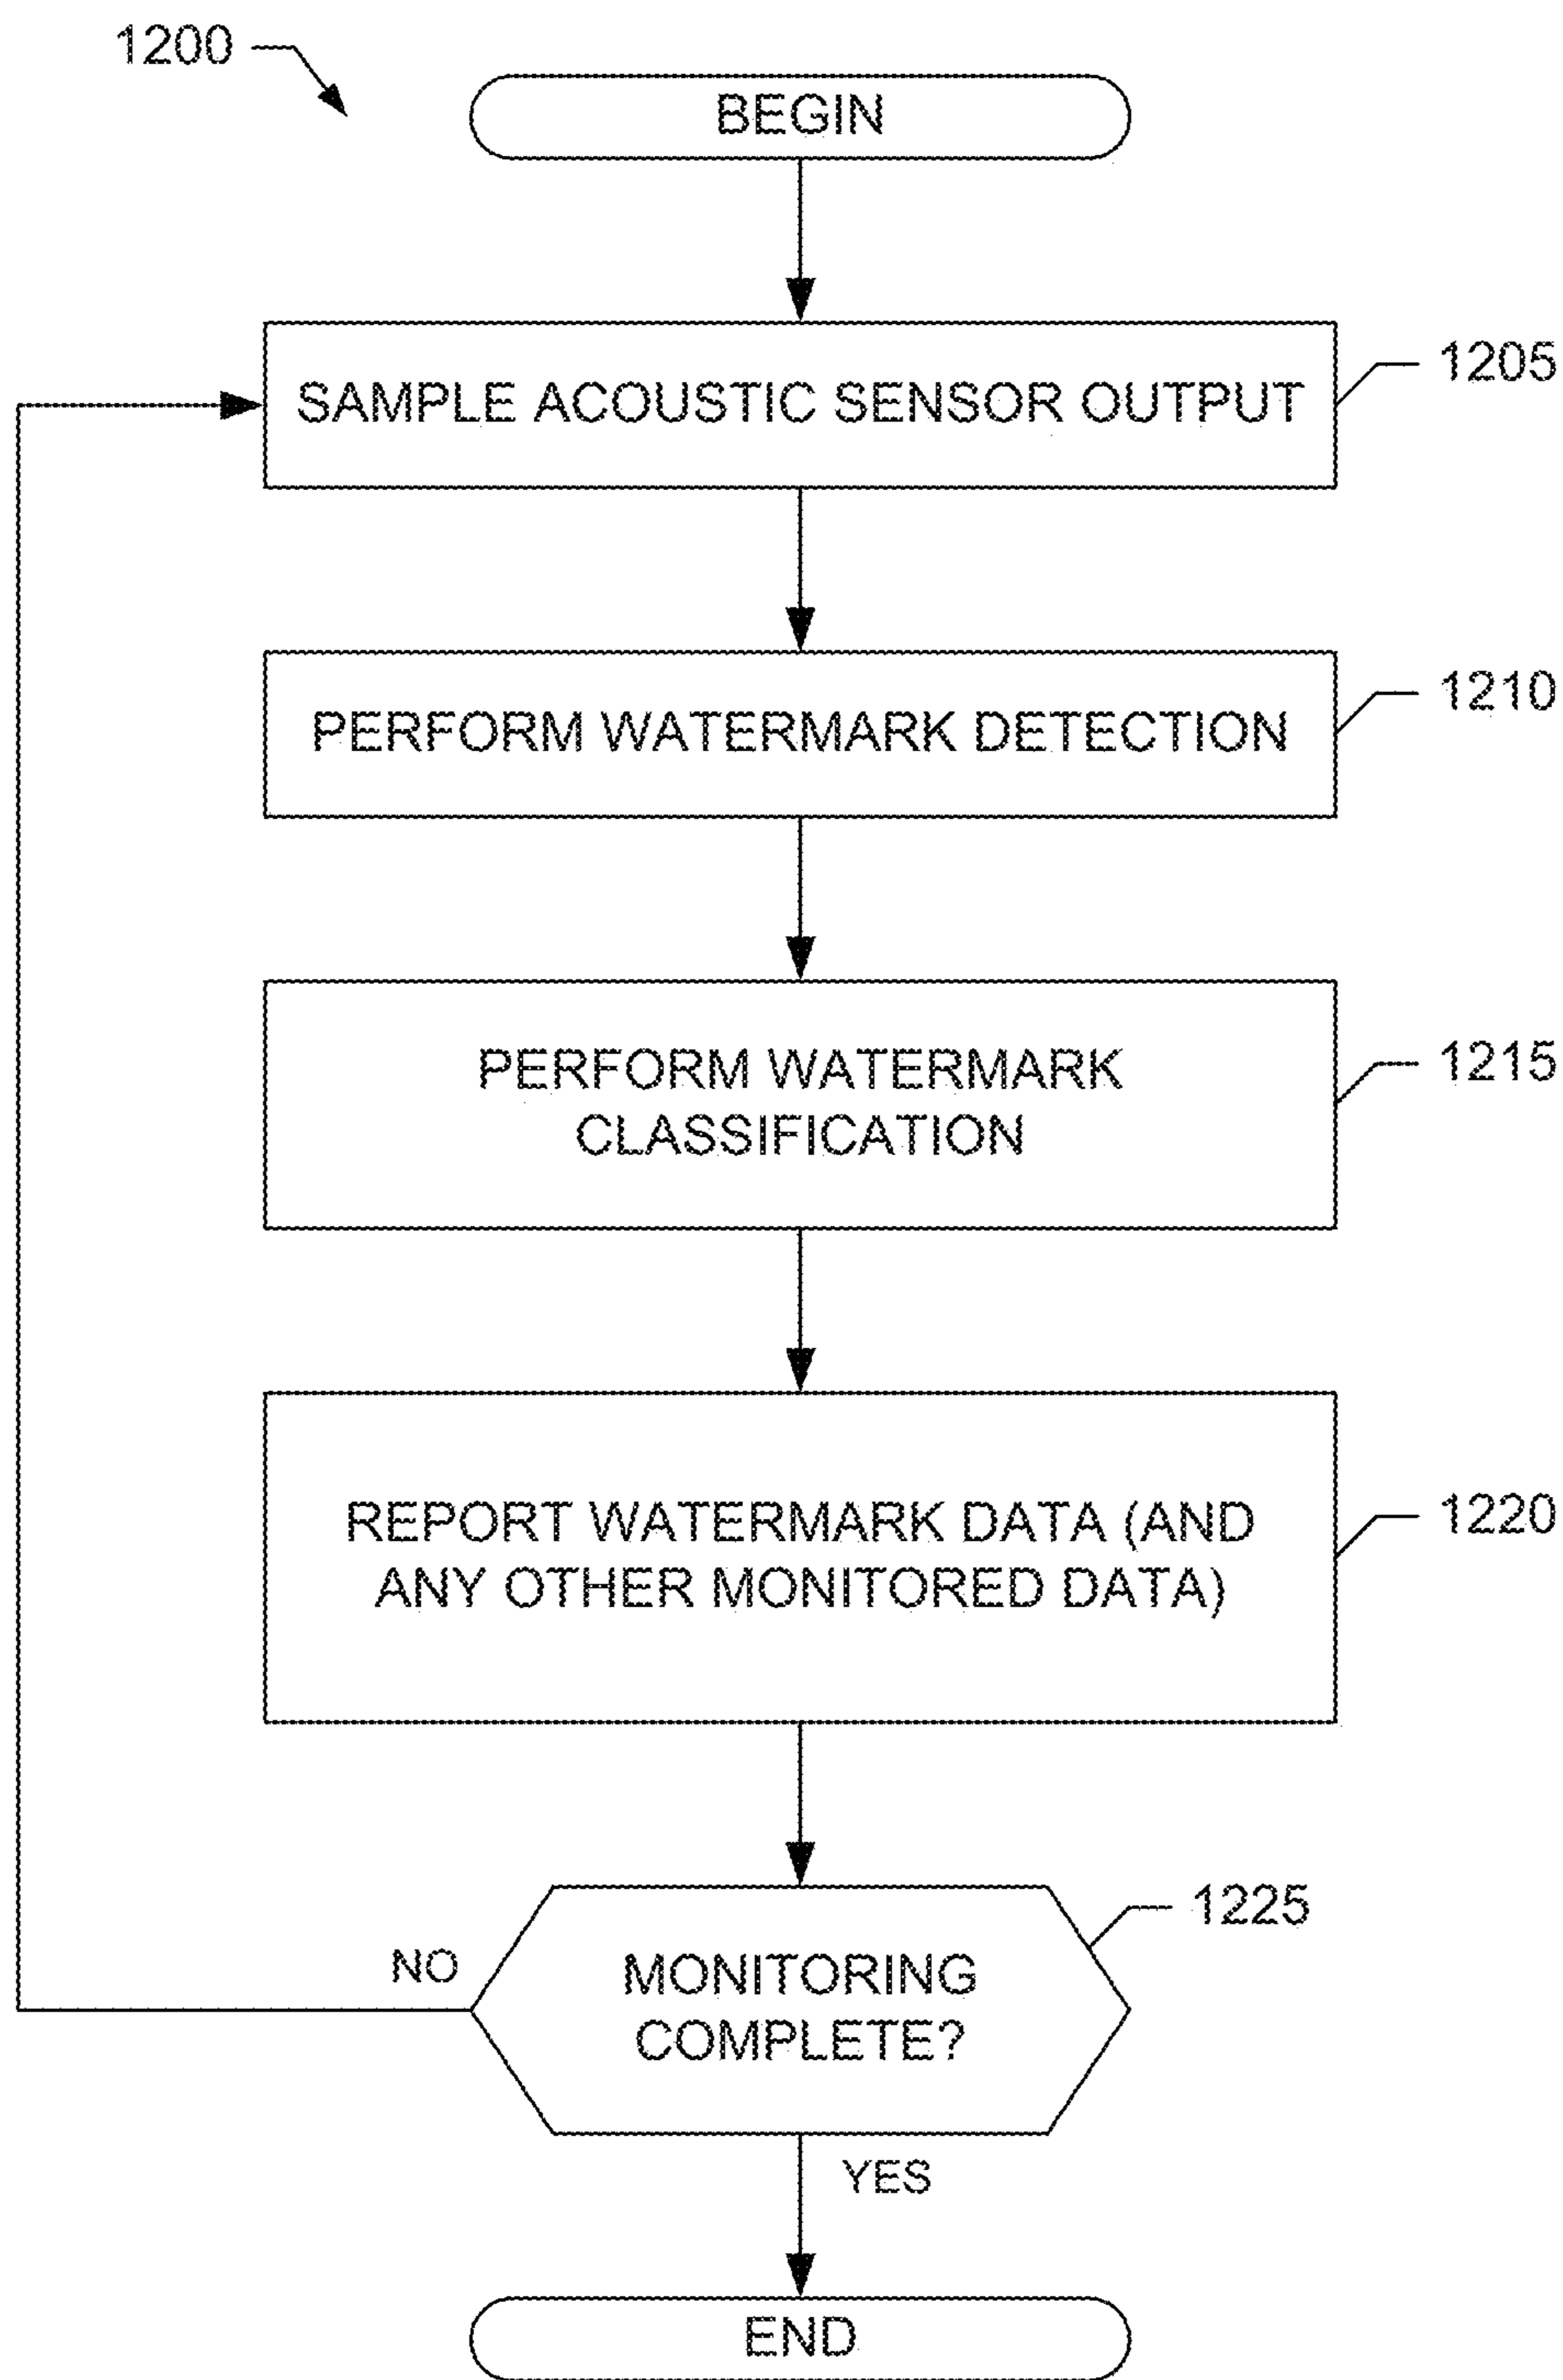 1200
BEGIN
SAMPLE ACOUSTIC SENSOR OUTPUT
1205
PERFORM WATERMARK DETECTION
1210
PERFORM WATERMARK
CLASSIFICATION
1215
REPORT WATERMARK DATA (AND
ANY OTHER MONITORED DATA)
1220
MONITORING
COMPLETE?
1225
NO
YES
END